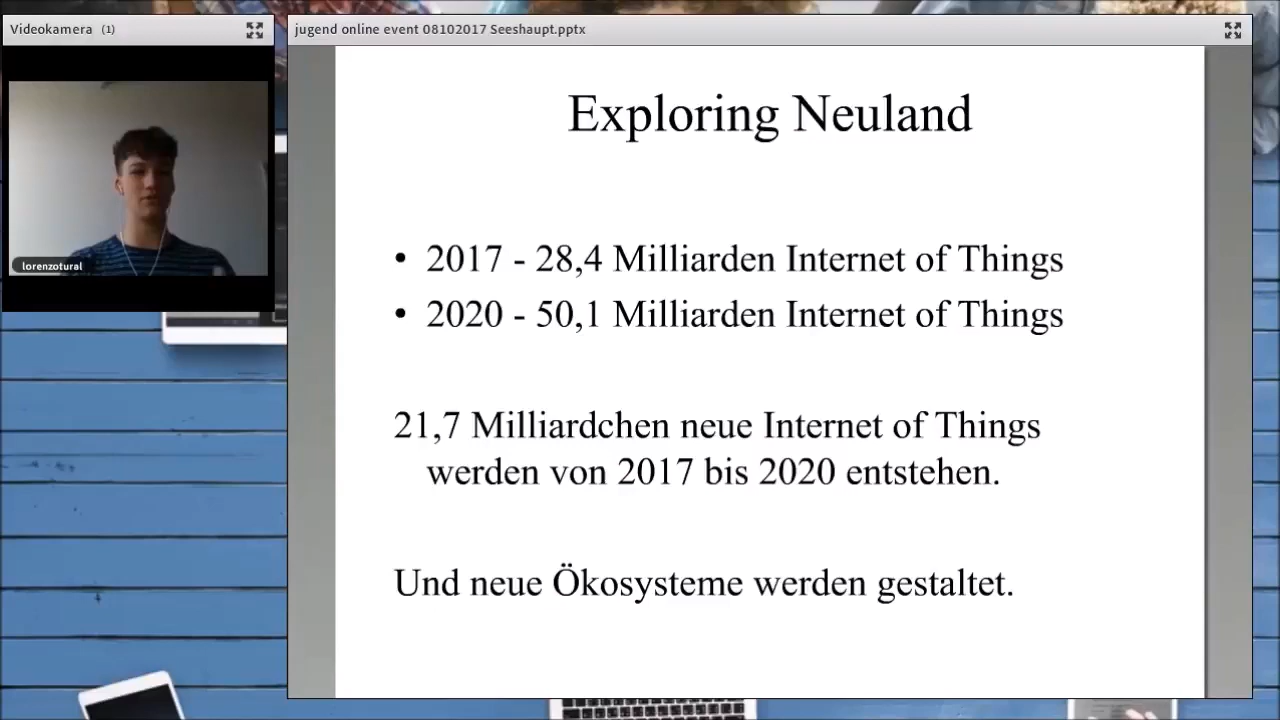 Videokamera (1)
lorenzotural
jugend online event 08102017 Seeshaupt.pptx
Exploring Neuland
• 2017 - 28,4 Milliarden Internet of Things
• 2020 - 50,1 Milliarden Internet of Things
21,7 Milliardchen neue Internet of Things
werden von 2017 bis 2020 entstehen.
Und neue Ökosysteme werden gestaltet.